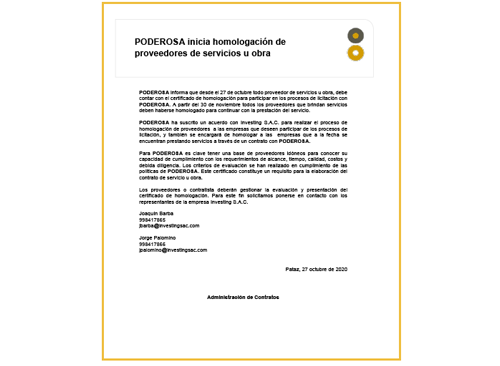 PODEROSA inicia homologación de
proveedores de servicios u obra
PODEROSA informa que desde el 27 de octubre todo proveedor de servicios u obra, debe
contar con el certificado de homologación para participar en los procesos de licitación con
PODEROSA. A partir del 30 de noviembre todos los proveedores que brindan servicios
deben haberse homologado para continuar con la prestación del servicio.
PODEROSA ha suscrito un acuerdo con Investing S.A.C. para realizar el proceso de
homologación de proveedores a las empresas que deseen participar de los procesos de
licitación, y también se encargará de homologar a las empresas que a la fecha se
encuentran prestando servicios a través de un contrato con PODEROSA.
Para PODEROSA es clave tener una base de proveedores idóneos para conocer su
capacidad de cumplimiento con los requerimientos de alcance, tiempo, calidad, costos y
debida diligencia. Los criterios de evaluación se han realizado en cumplimiento de las
políticas de PODEROSA. Este certificado constituye un requisito para la elaboración del
contrato de servicio u obra.
Los proveedores o contratista deberán gestionar la evaluación y presentación del
certificado de homologación. Para este fin solicitamos ponerse en contacto con los
representantes de la empresa Investing S.A.C.
Joaquín Barba
998417865
jbarba@investingsac.com
Jorge Palomino
998417866
jpalomino@investingsac.com
Pataz, 27 octubre de 2020
Administración de Contratos